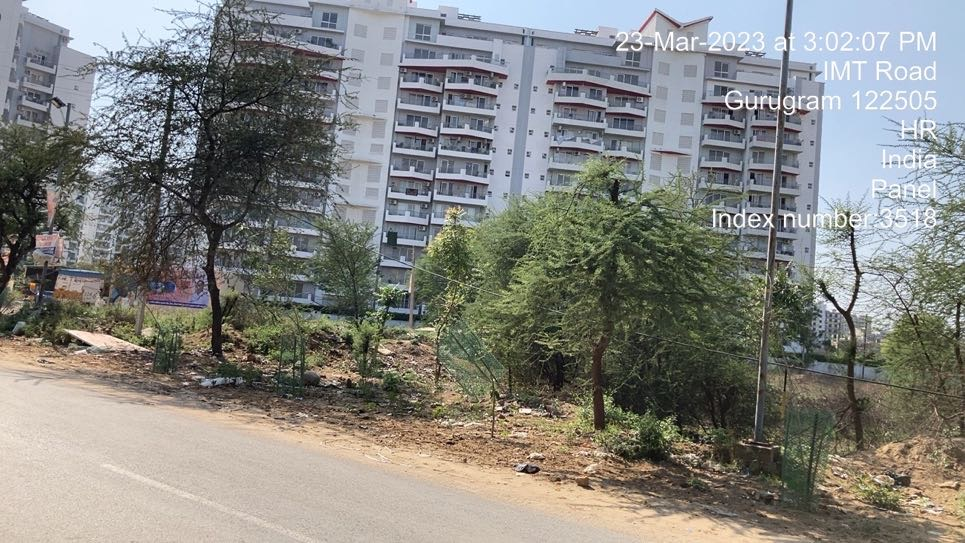 23-Mar-2023 at 3:02:07 PM
IMT Road
Gurugram 122505
HR
India
Panel
Index number 3518